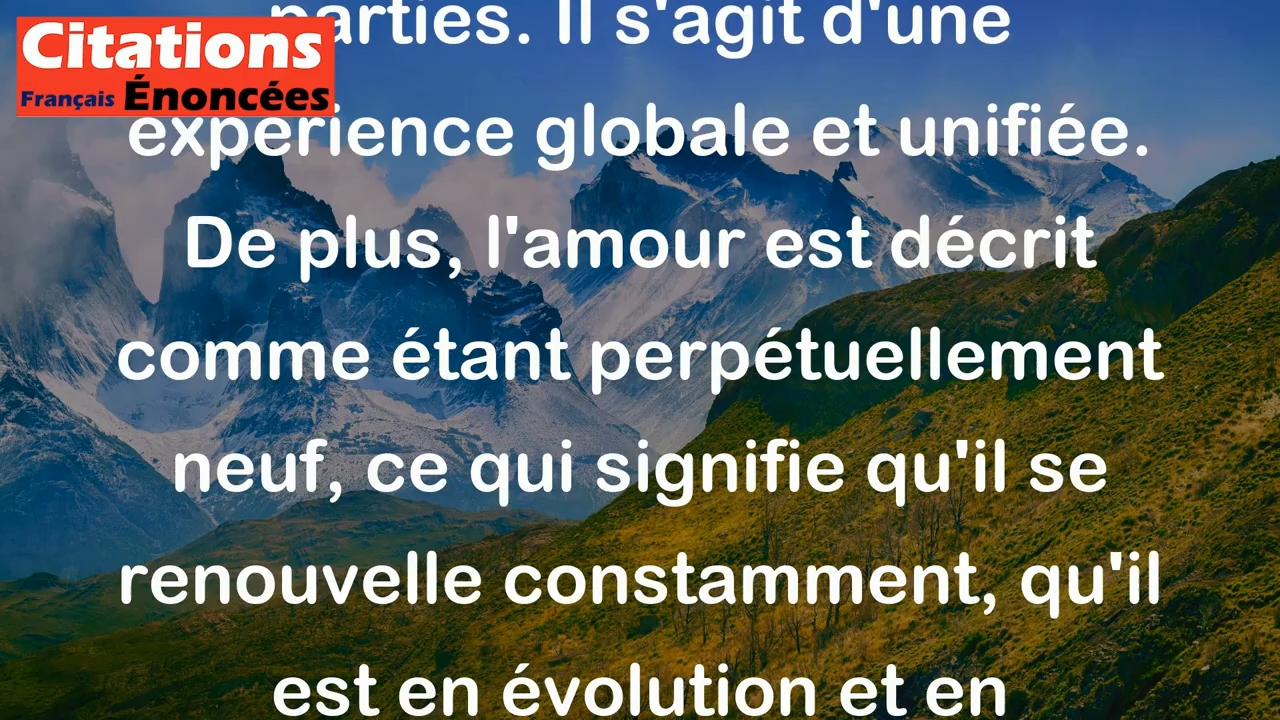 Citations
Français Énoncées
parties. Il s'agit d'une
expérience globale et unifiée.
De plus, l'amour est décrit
comme étant perpétuellement
neuf, ce qui signifie qu'il se
renouvelle constamment, qu'il
est en évolution et en